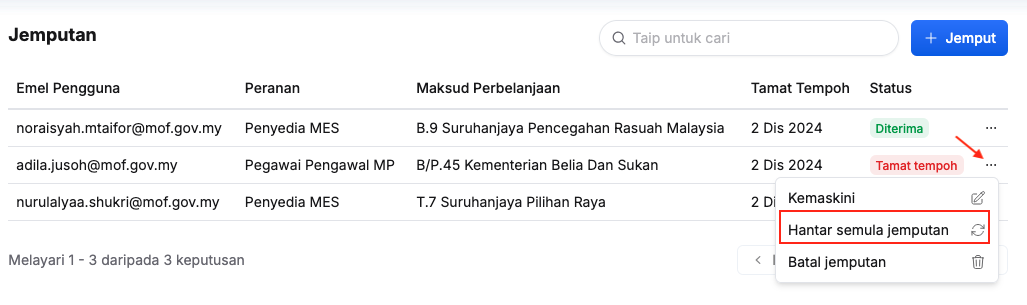 Jemputan
Taip untuk cari
+ Jemput
Emel Pengguna Peranan Maksud Perbelanjaan Tamat Tempoh Status
noraisyah.mtaifor@mof.gov.my Penyedia MES B.9 Suruhanjaya Pencegahan Rasuah Malaysia 2 Dis 2024 Diterima ...
adila.jusoh@mof.gov.my Pegawai Pengawal MP B/P.45 Kementerian Belia Dan Sukan 2 Dis 2024 Tamat tempoh ...
nurulalyaa.shukri@mof.gov.my Penyedia MES T.7 Suruhanjaya Pilihan Raya 2
Kemaskini
Hantar semula jemputan
Batal jemputan
Melayari 1 - 3 daripada 3 keputusan